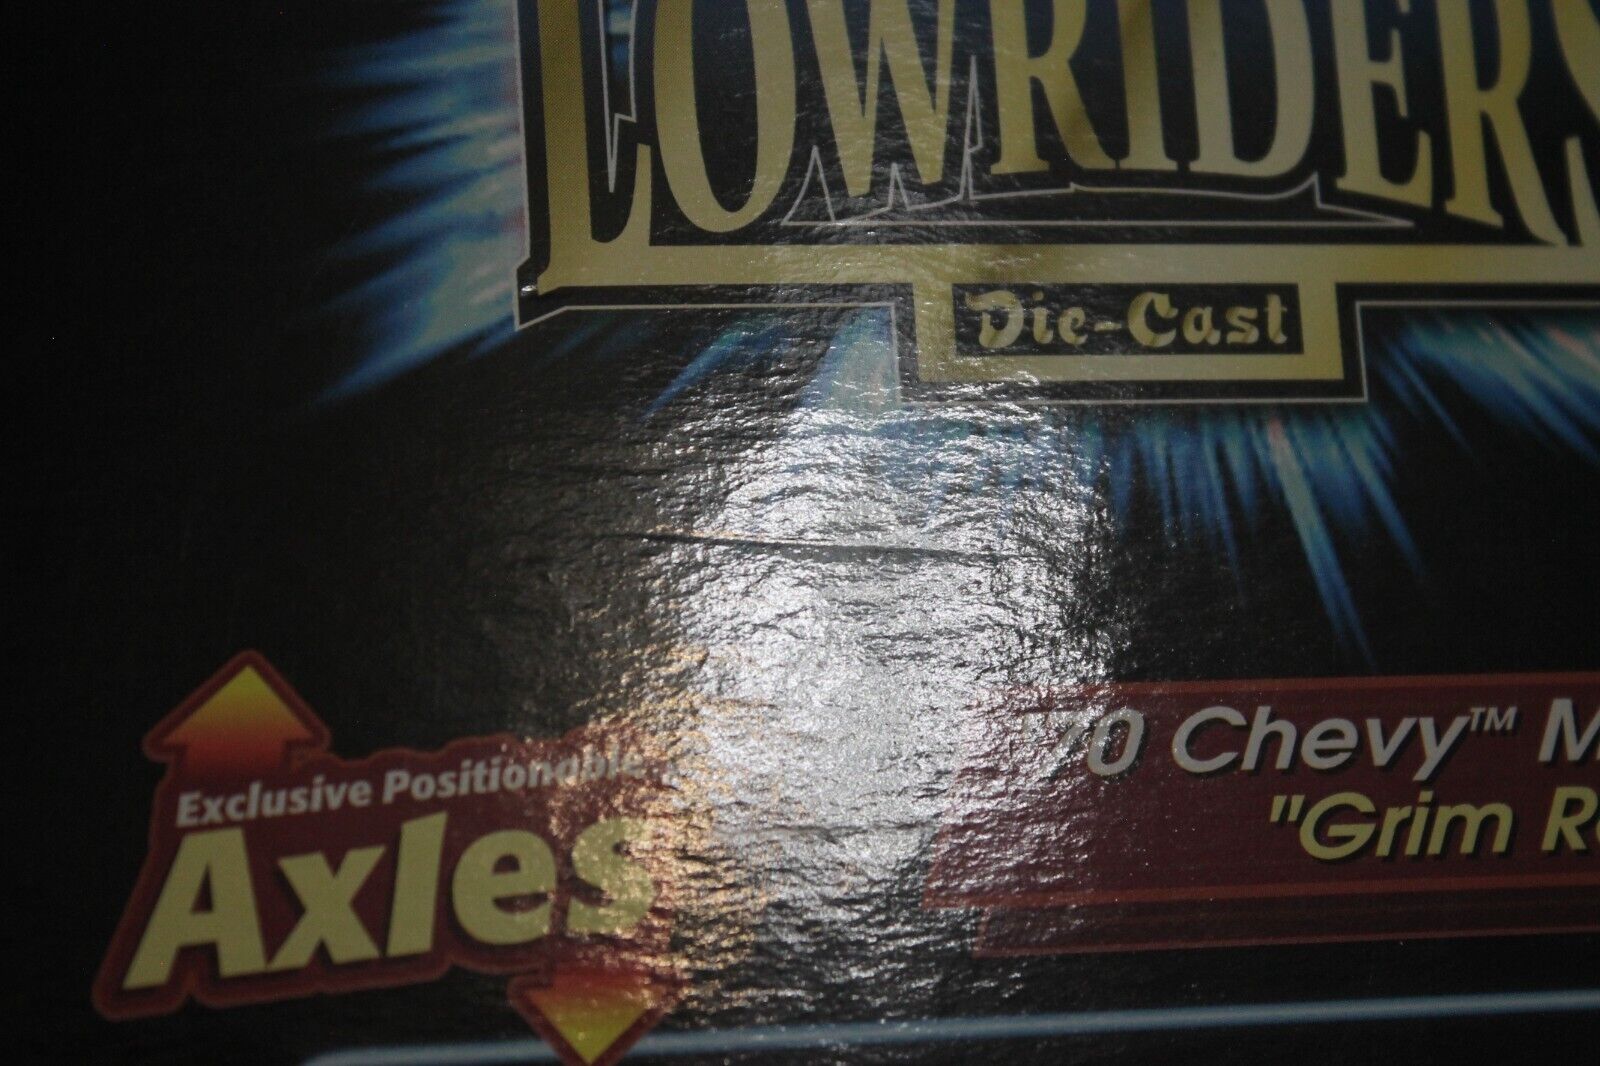 LOWRIDERS
Die-Cast
'70 Chevy™ M
"Grim R
Exclusive Positionable
Axles